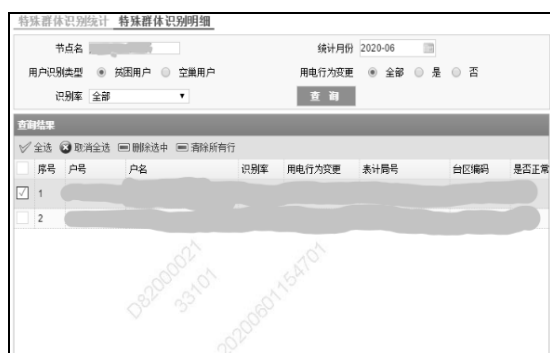 特殊群体识别统计 特殊群体识别明细
节点名 统计月份 2020-06
用户识别类型 贫困用户 空巢用户 用电行为变更 全部 是 否
识别率 全部 查 询
查询结果
全选 取消全选 删除选中 清除所有行
序号 户号 户名 识别率 用电行为变更 表计局号 台区编码 是否正常
1
2
D82000021
33101
20200601154701